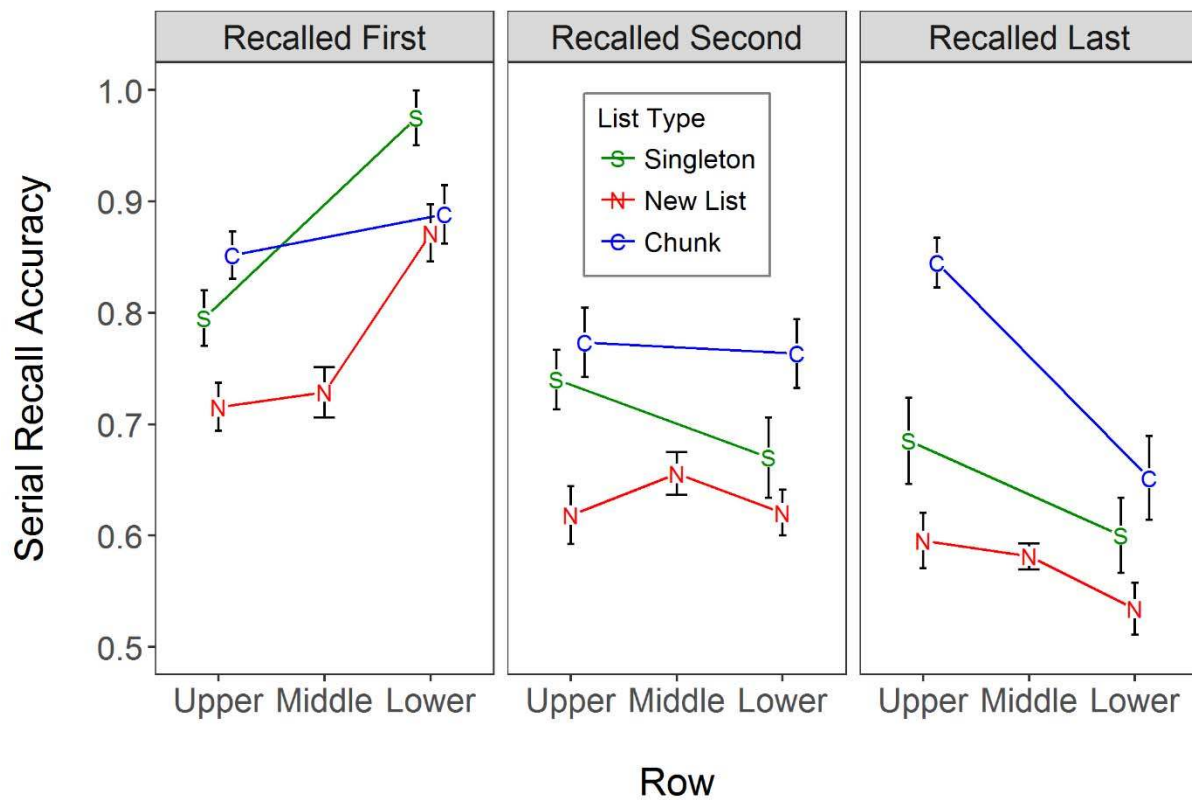 Recalled First
Recalled Second
Recalled Last
Serial Recall Accuracy
1.0
0.9
0.8
0.7
0.6
0.5
List Type
S Singleton
N New List
C Chunk
S
S
C
C
N
N
N
C
C
S
S
N
N
N
C
C
S
S
N
N
N
Upper Middle Lower
Upper Middle Lower
Upper Middle Lower
Row